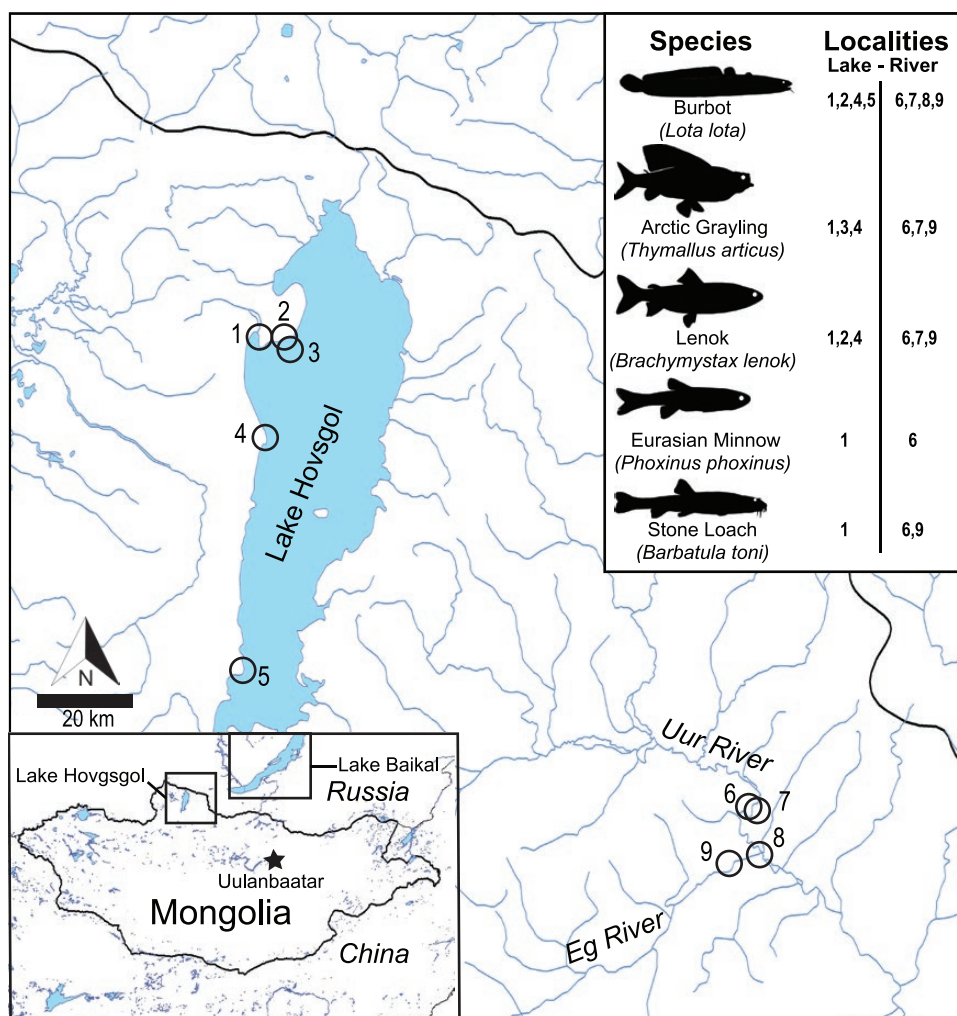 Species Localities
Lake - River
Burbot
(Lota lota)
1,2,4,5 6,7,8,9
Arctic Grayling
(Thymallus articus)
1,3,4 6,7,9
Lenok
(Brachymystax lenok)
1,2,4 6,7,9
Eurasian Minnow
(Phoxinus phoxinus)
1 6
Stone Loach
(Barbatula toni)
1 6,9
1
2
3
4
5
Lake Hovsgol
N
20 km
Uur River
6
7
8
9
Eg River
Lake Hovgsgol
Lake Baikal
Russia
Uulanbaatar
Mongolia
China